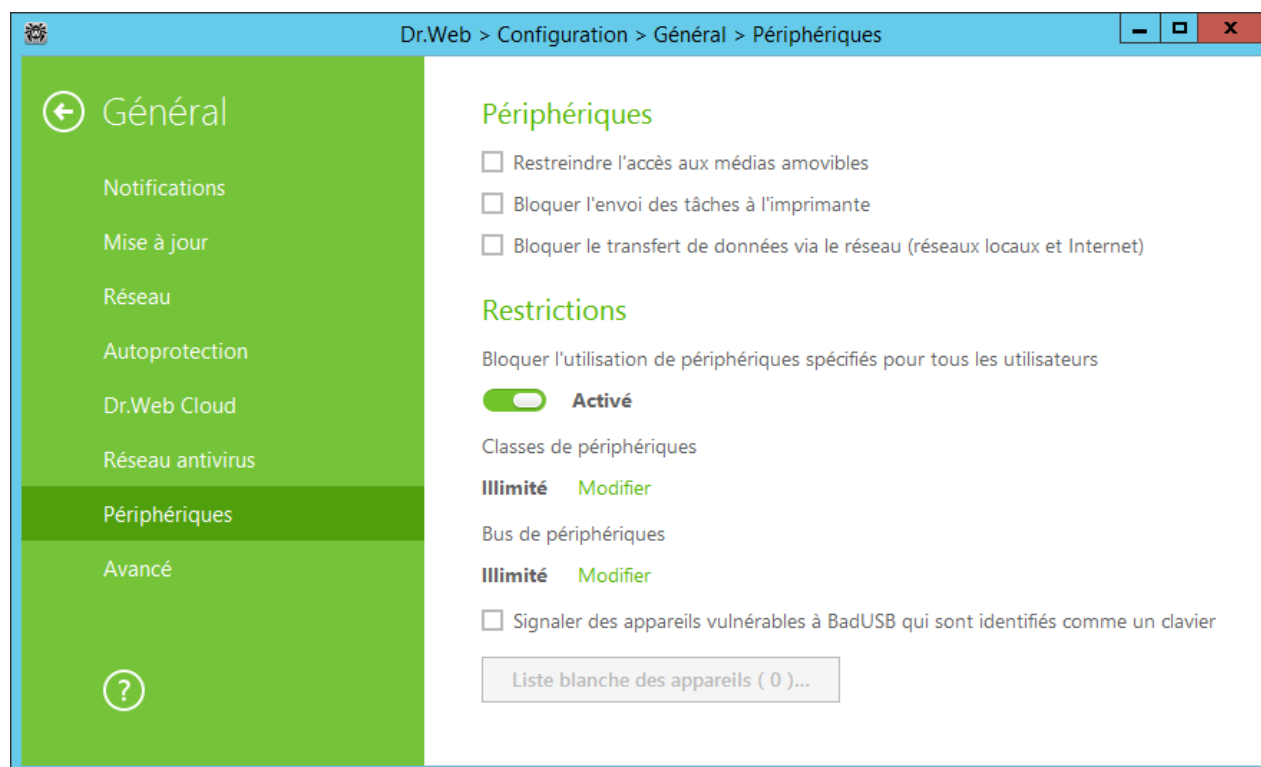 Dr.Web > Configuration > Général > Périphériques
Général
Notifications
Mise à jour
Réseau
Autoprotection
Dr.Web Cloud
Réseau antivirus
Périphériques
Avancé
?
Périphériques
Restreindre l'accès aux médias amovibles
Bloquer l'envoi des tâches à l'imprimante
Bloquer le transfert de données via le réseau (réseaux locaux et Internet)
Restrictions
Bloquer l'utilisation de périphériques spécifiés pour tous les utilisateurs
Activé
Classes de périphériques
Illimité Modifier
Bus de périphériques
Illimité Modifier
Signaler des appareils vulnérables à BadUSB qui sont identifiés comme un clavier
Liste blanche des appareils ( 0 )...